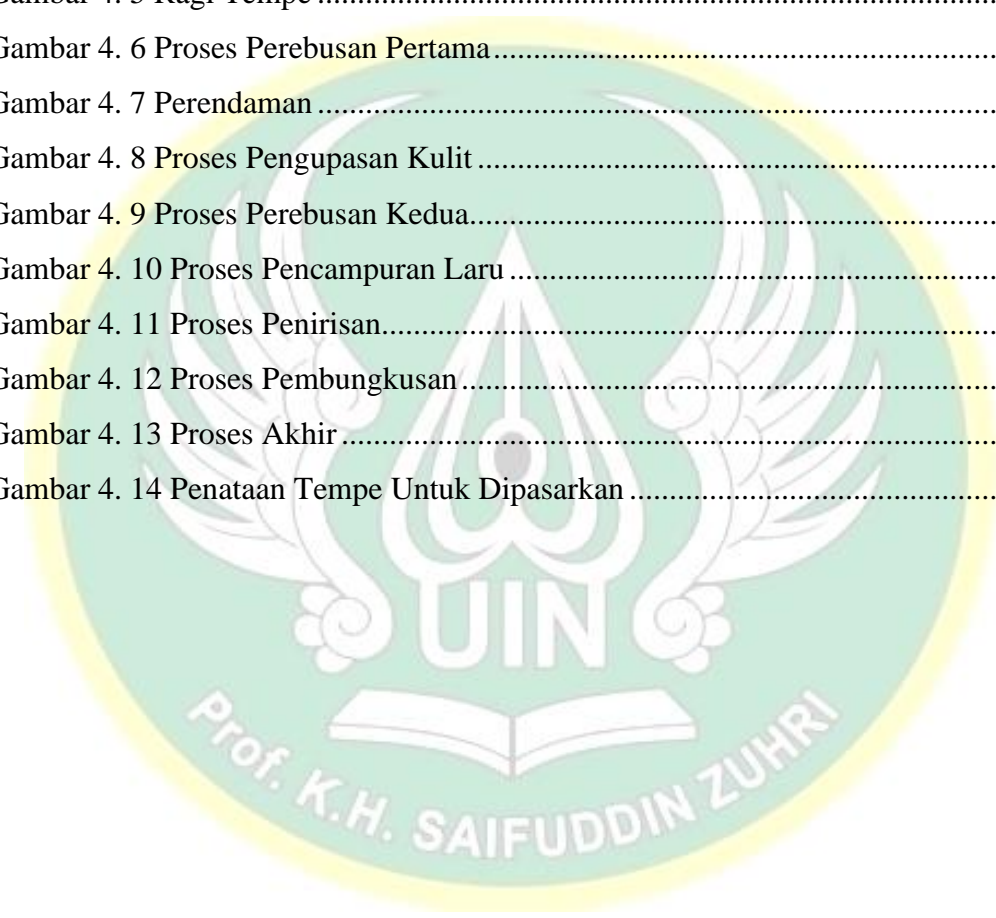 Gambar 4. 6 Proses Perebusan Pertama
Gambar 4. 7 Perendaman
Gambar 4. 8 Proses Pengupasan Kulit
Gambar 4. 9 Proses Perebusan Kedua
Gambar 4. 10 Proses Pencampuran Laru
Gambar 4. 11 Proses Penirisan
Gambar 4. 12 Proses Pembungkusan
Gambar 4. 13 Proses Akhir
Gambar 4. 14 Penataan Tempe Untuk Dipasarkan
UIN
Prof. K.H. SAIFUDDIN ZUHRI